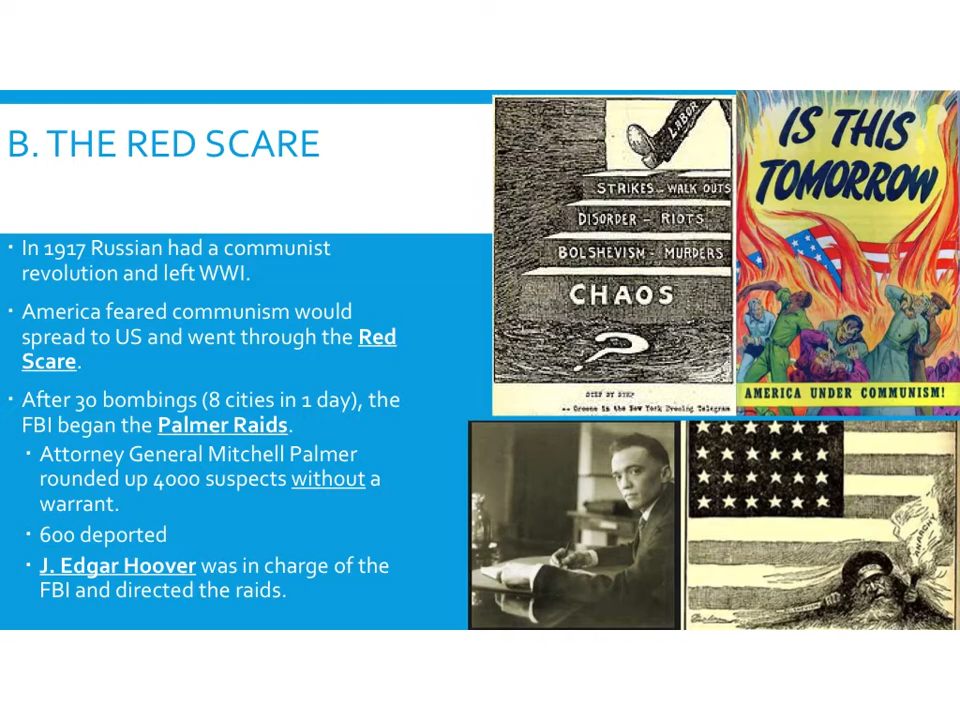 B. THE RED SCARE
▪ In 1917 Russian had a communist
revolution and left WWI.
▪ America feared communism would
spread to US and went through the Red
Scare.
▪ After 30 bombings (8 cities in 1 day), the
FBI began the Palmer Raids.
▪ Attorney General Mitchell Palmer
rounded up 4000 suspects without a
warrant.
▪ 600 deported
▪ J. Edgar Hoover was in charge of the
FBI and directed the raids.
LABOR
STRIKES - WALK OUTS
DISORDER - RIOTS
BOLSHEVISM - MURDERS
CHAOS
?
STEP BY STEP
-- Greene in the New York Evening Telegram
IS THIS
TOMORROW
AMERICA UNDER COMMUNISM!
ANARCHY